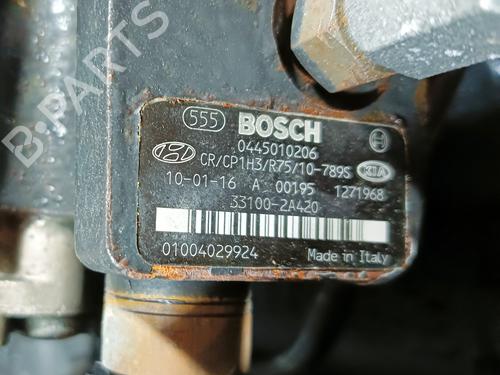 B-PARTS
555 BOSCH
0445010206
CR/CP1H3/R75/10-789S KIA
10-01-16 A 00195 1271968
33100-2A420
01004029924 Made in Italy